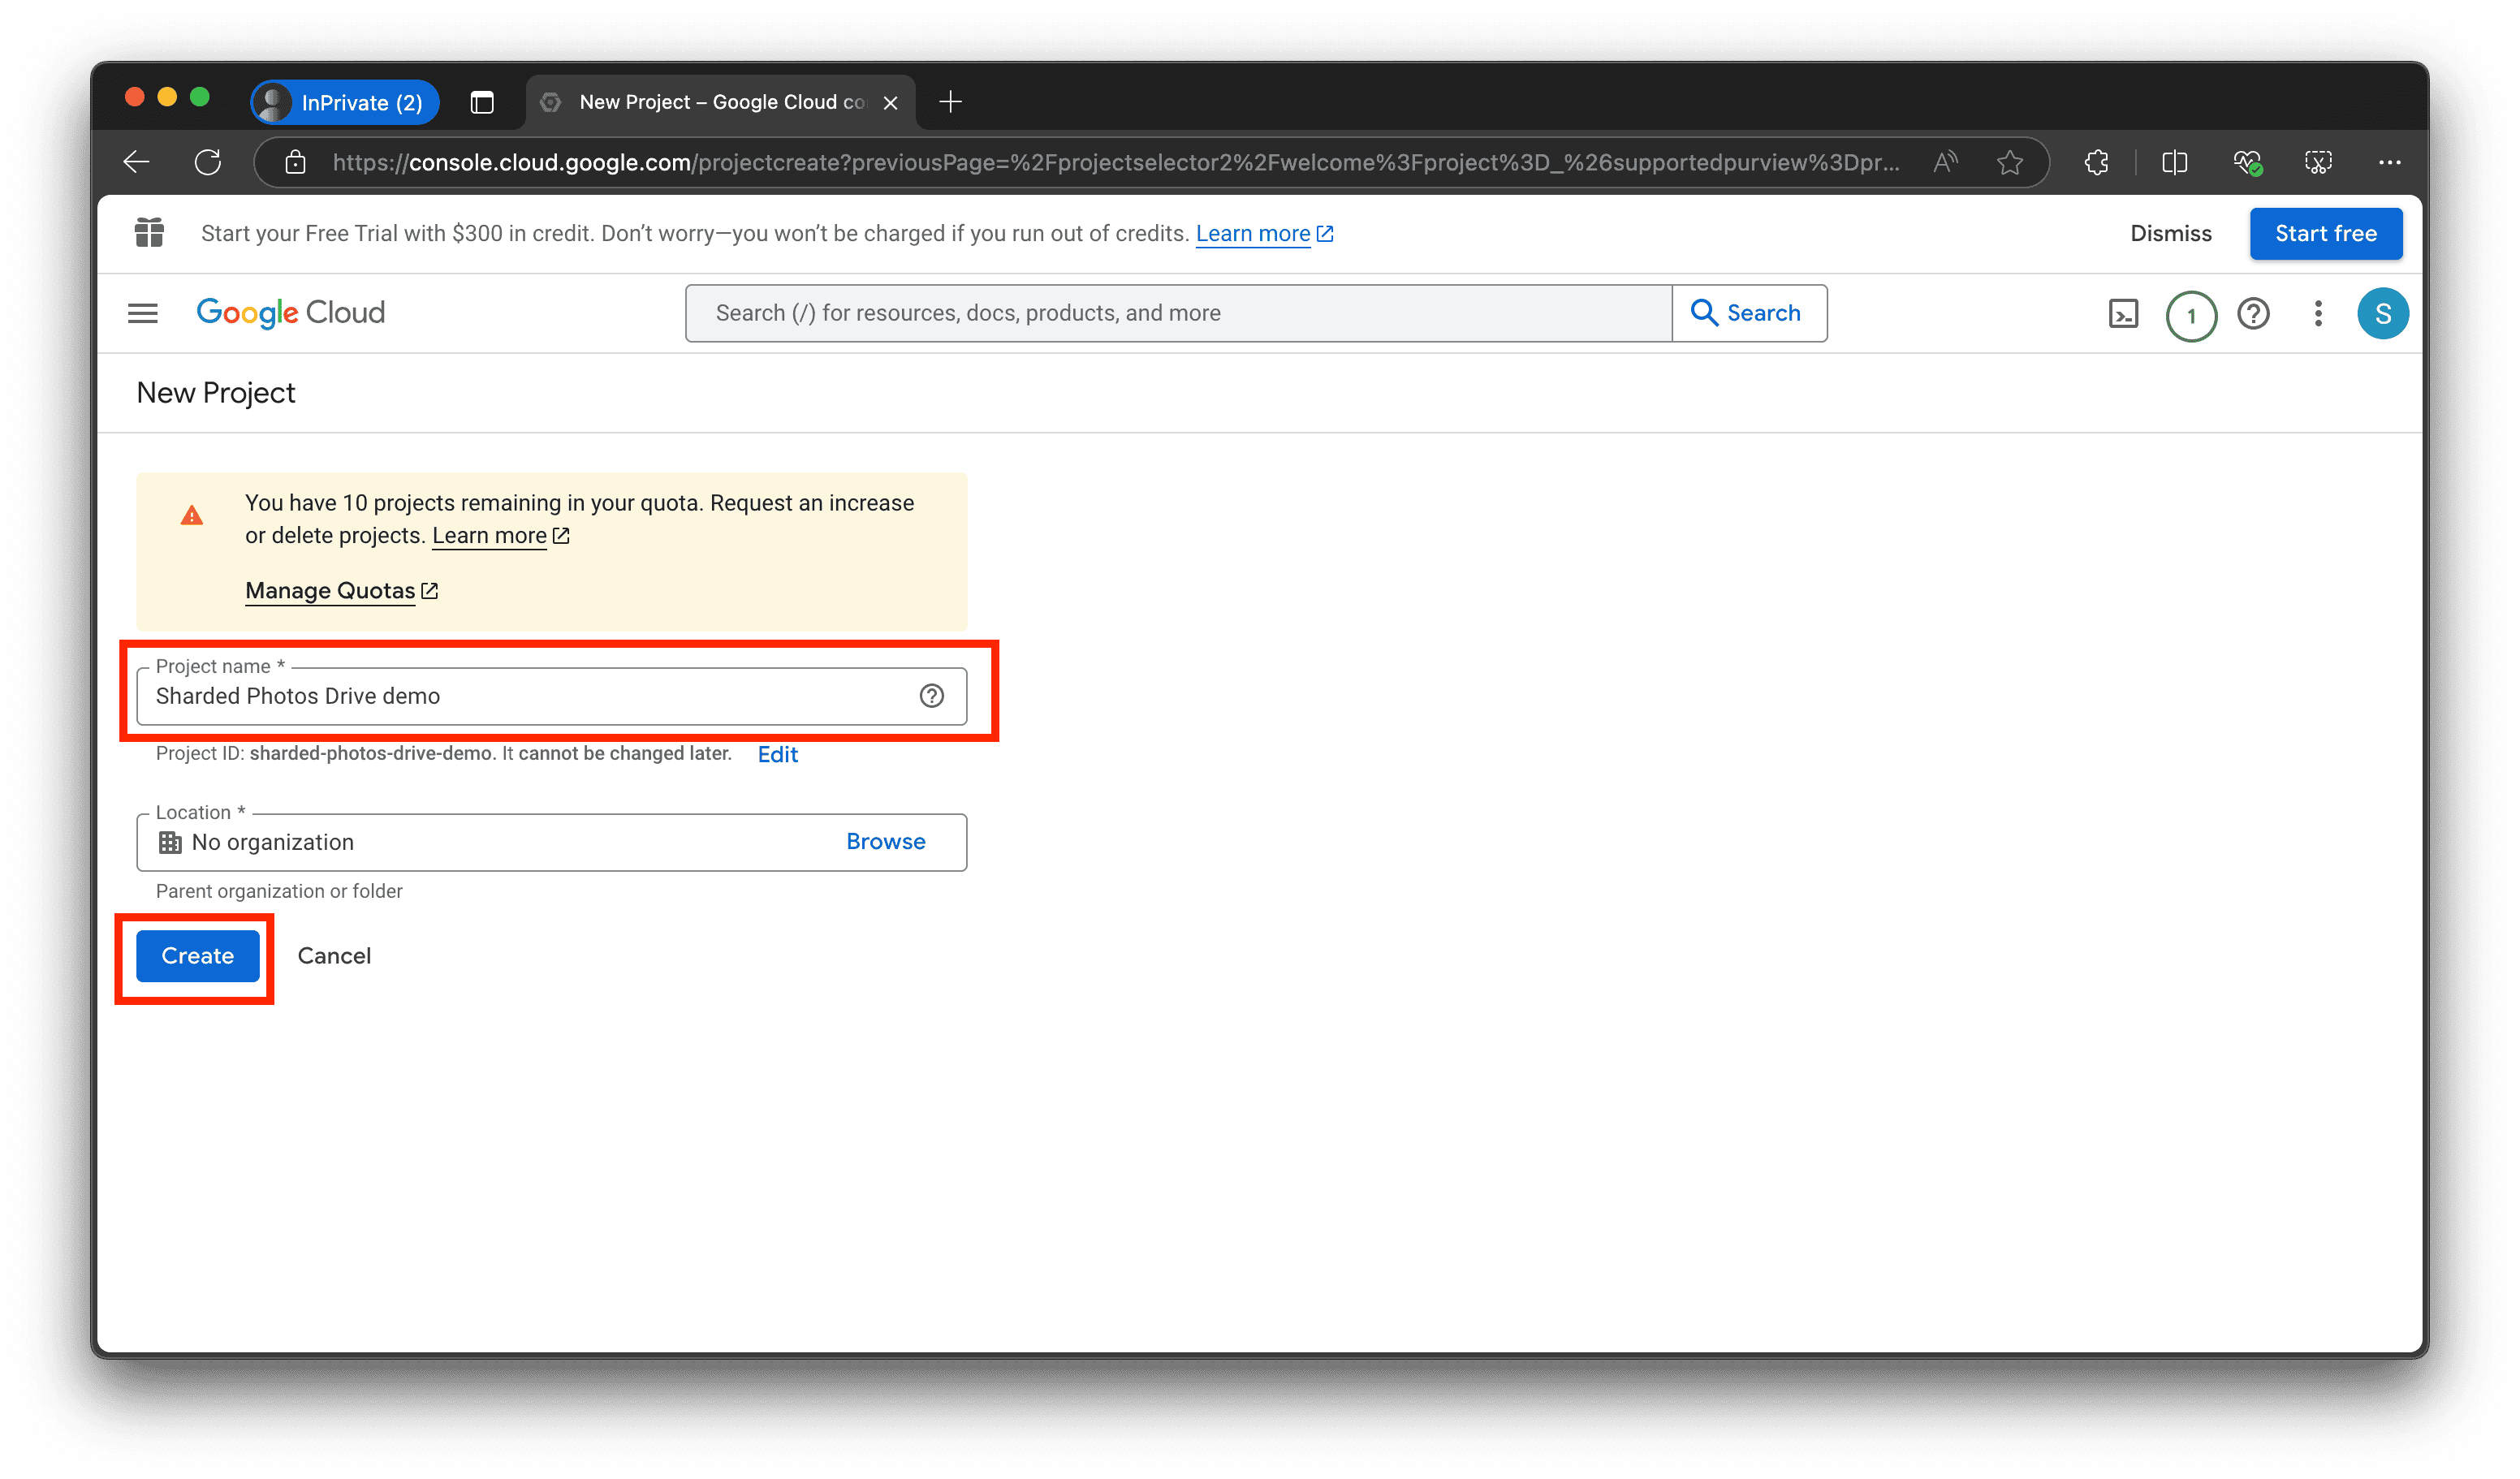 InPrivate (2)
New Project – Google Cloud co
https://console.cloud.google.com/projectcreate?previousPage=%2Fprojectselector2%2Fwelcome%3Fproject%3D_%26supportedpurview%3Dpr...
Start your Free Trial with $300 in credit. Don’t worry—you won’t be charged if you run out of credits. Learn more
Dismiss
Start free
Google Cloud
Search (/) for resources, docs, products, and more
Search
1
S
New Project
You have 10 projects remaining in your quota. Request an increase
or delete projects. Learn more
Manage Quotas
Project name *
Sharded Photos Drive demo
Project ID: sharded-photos-drive-demo. It cannot be changed later.
Edit
Location *
No organization
Browse
Parent organization or folder
Create
Cancel